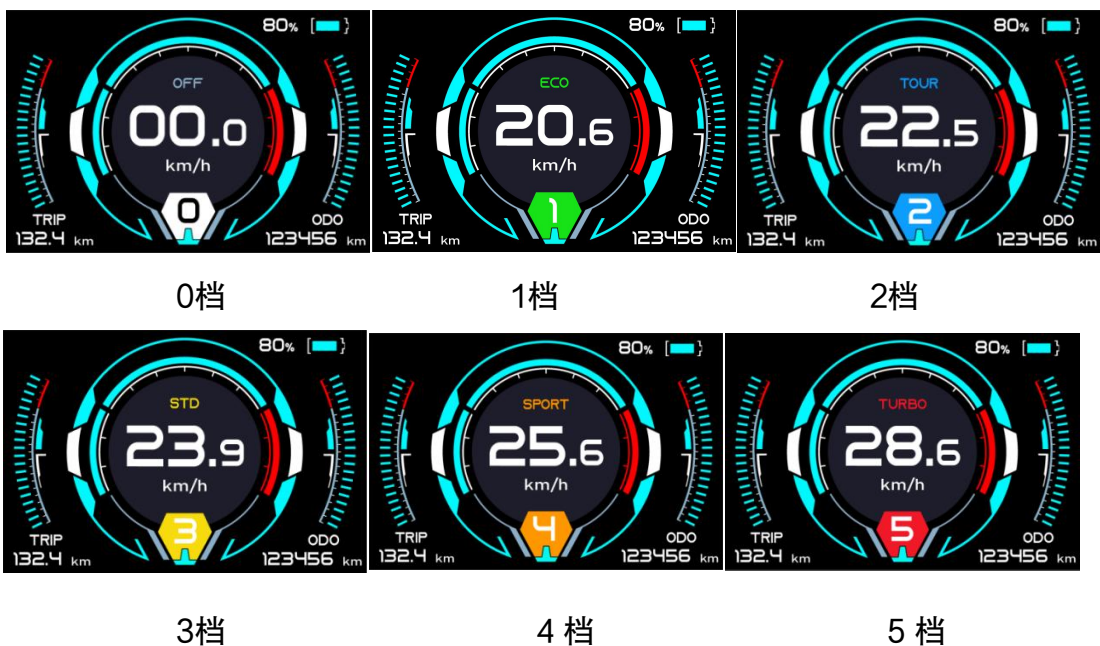 80%
OFF
00.0
km/h
0
TRIP
132.4 km
ODO
123456 km
80%
ECO
20.6
km/h
1
TRIP
132.4 km
ODO
123456 km
80%
TOUR
22.5
km/h
2
TRIP
132.4 km
ODO
123456 km
0档
1档
2档
80%
STD
23.9
km/h
3
TRIP
132.4 km
ODO
123456 km
80%
SPORT
25.6
km/h
4
TRIP
132.4 km
ODO
123456 km
80%
TURBO
28.6
km/h
5
TRIP
132.4 km
ODO
123456 km
3档
4 档
5 档